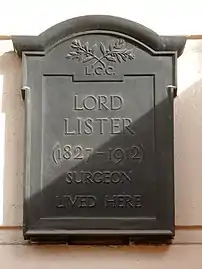 L.C.C.
LORD
LISTER
(1827-1912)
SURGEON
LIVED HERE